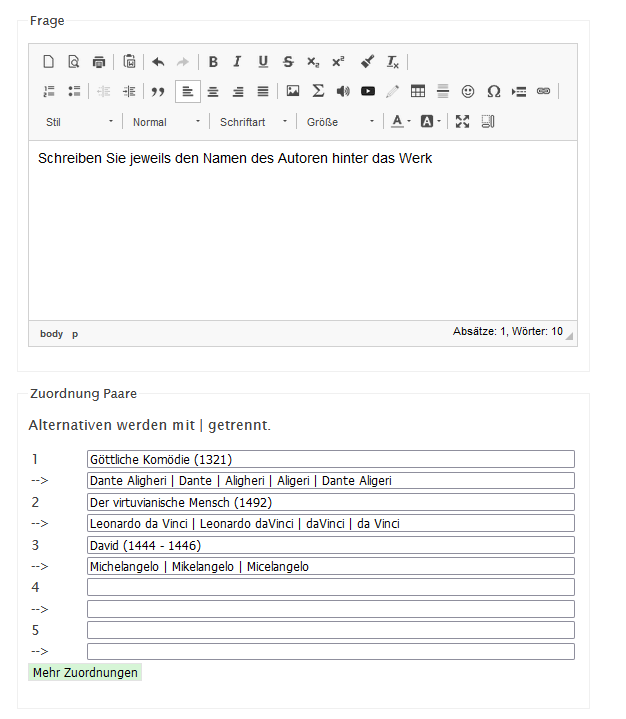 Frage
B I U S x₂ x² Tx
Stil Normal Schriftart Größe A A
Schreiben Sie jeweils den Namen des Autoren hinter das Werk
body p Absätze: 1, Wörter: 10
Zuordnung Paare
Alternativen werden mit | getrennt.
1 Göttliche Komödie (1321)
--> Dante Aligheri | Dante | Aligheri | Aligeri | Dante Aligeri
2 Der virtuvianische Mensch (1492)
--> Leonardo da Vinci | Leonardo daVinci | daVinci | da Vinci
3 David (1444 - 1446)
--> Michelangelo | Mikelangelo | Micelangelo
4
-->
5
-->
Mehr Zuordnungen